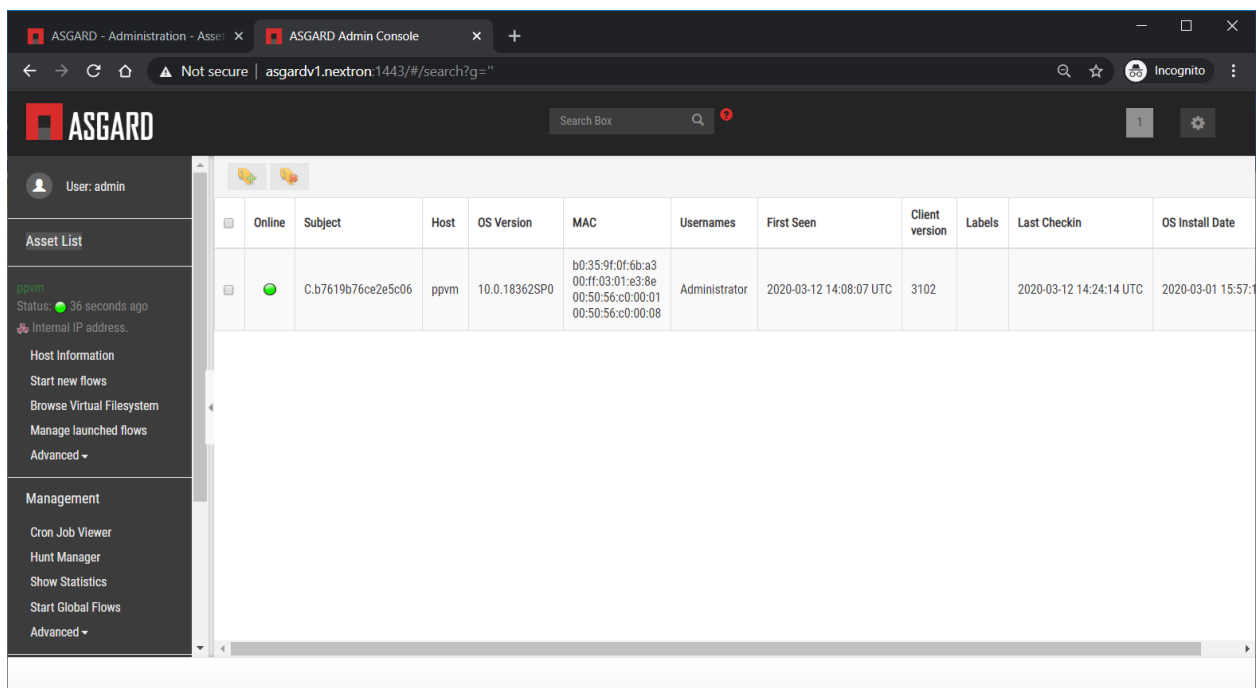 ASGARD - Administration - Asset
ASGARD Admin Console
Not secure | asgardv1.nextron:1443/#/search?q=''
Incognito
ASGARD
Search Box
?
1
User: admin
Asset List
ppvm
Status: 36 seconds ago
Internal IP address.
Host Information
Start new flows
Browse Virtual Filesystem
Manage launched flows
Advanced
Management
Cron Job Viewer
Hunt Manager
Show Statistics
Start Global Flows
Advanced
Online Subject Host OS Version MAC Usernames First Seen Client version Labels Last Checkin OS Install Date
C.b7619b76ce2e5c06 ppvm 10.0.18362SP0
b0:35:9f:0f:6b:a3
00:ff:03:01:e3:8e
00:50:56:c0:00:01
00:50:56:c0:00:08
Administrator 2020-03-12 14:08:07 UTC 3102 2020-03-12 14:24:14 UTC 2020-03-01 15:57:1